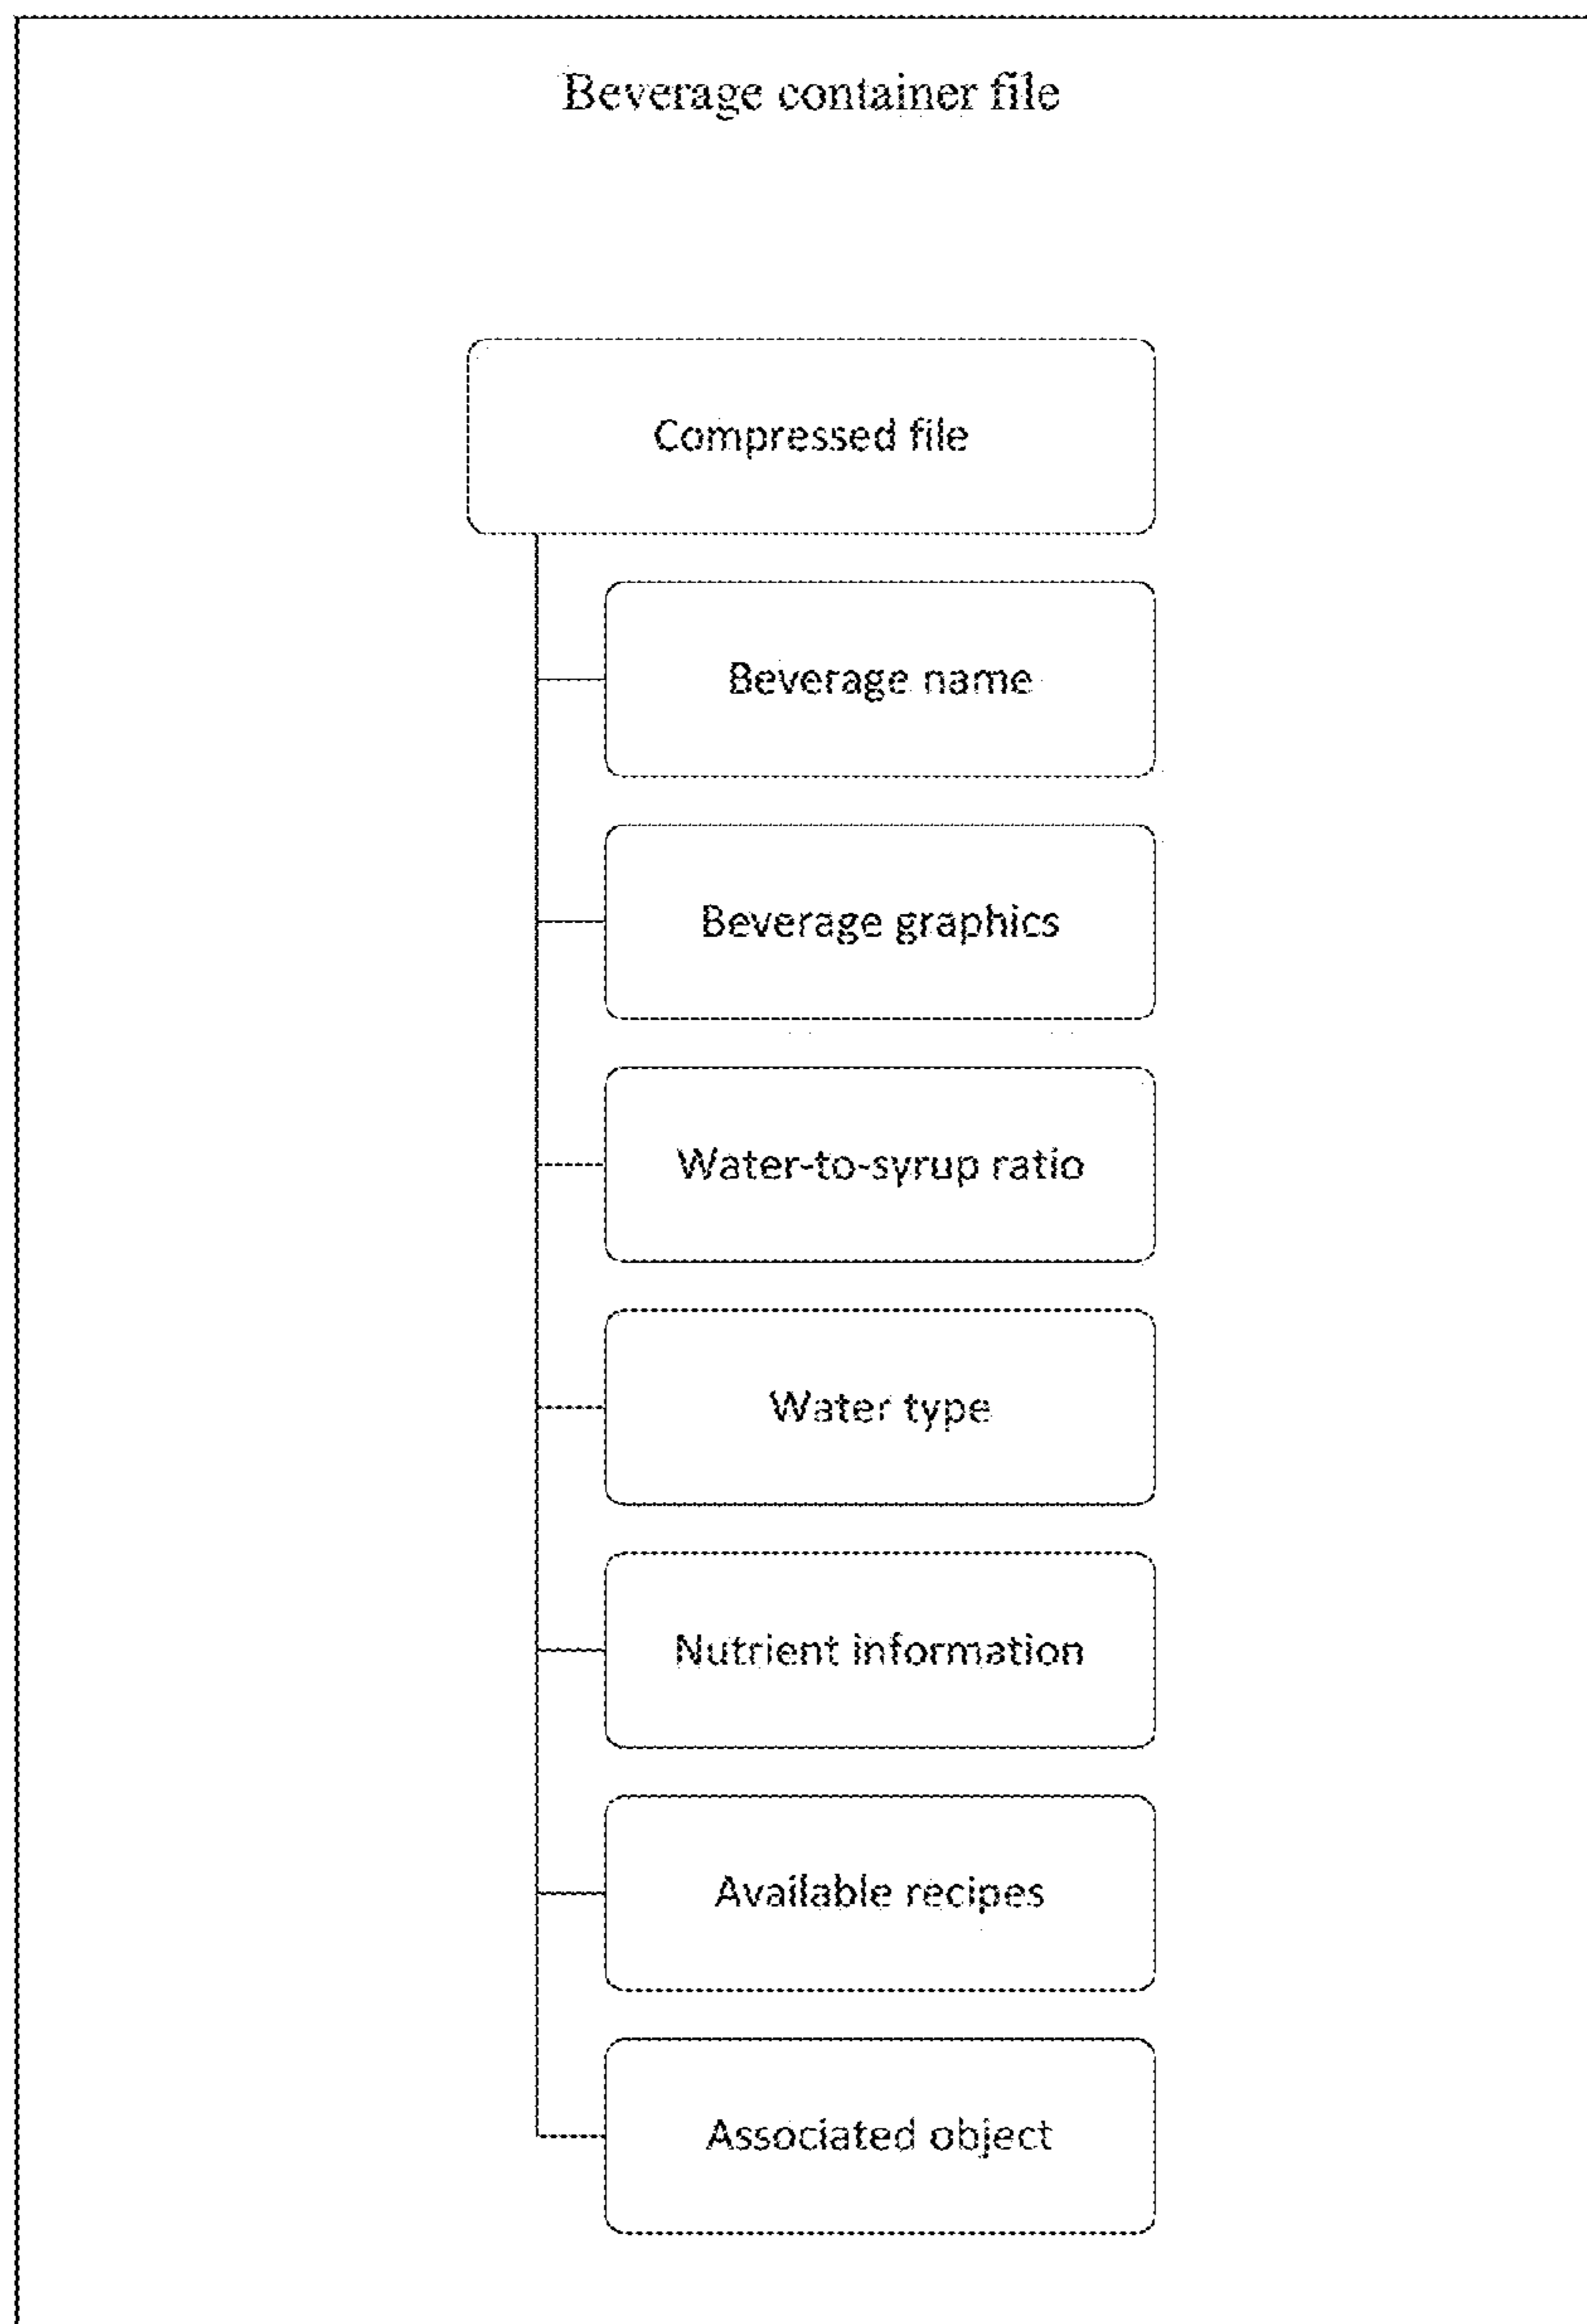 Beverage container file
Compressed file
Beverage name
Beverage graphics
Water-to-syrup ratio
Water type
Nutrient information
Available recipes
Associated object